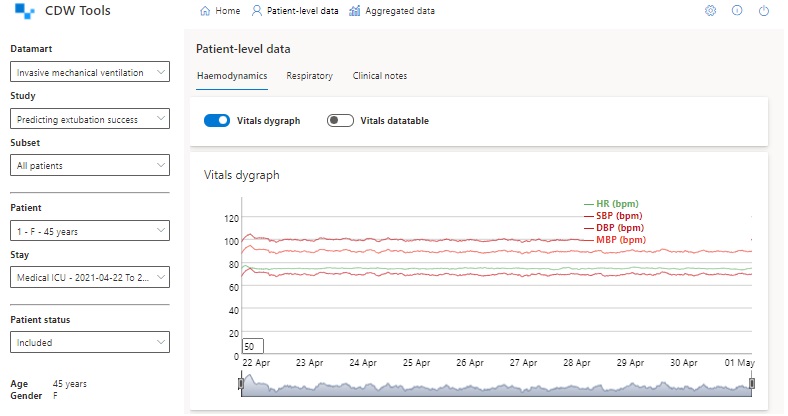 CDW Tools
Home
Patient-level data
Aggregated data
Datamart
Invasive mechanical ventilation
Study
Predicting extubation success
Subset
All patients
Patient
1 - F - 45 years
Stay
Medical ICU - 2021-04-22 To 2...
Patient status
Included
Age 45 years
Gender F
Patient-level data
Haemodynamics Respiratory Clinical notes
Vitals dygraph Vitals datatable
Vitals dygraph
HR (bpm)
SBP (bpm)
DBP (bpm)
MBP (bpm)
120
100
80
60
40
20
0
50
22 Apr 23 Apr 24 Apr 25 Apr 26 Apr 27 Apr 28 Apr 29 Apr 30 Apr 01 May